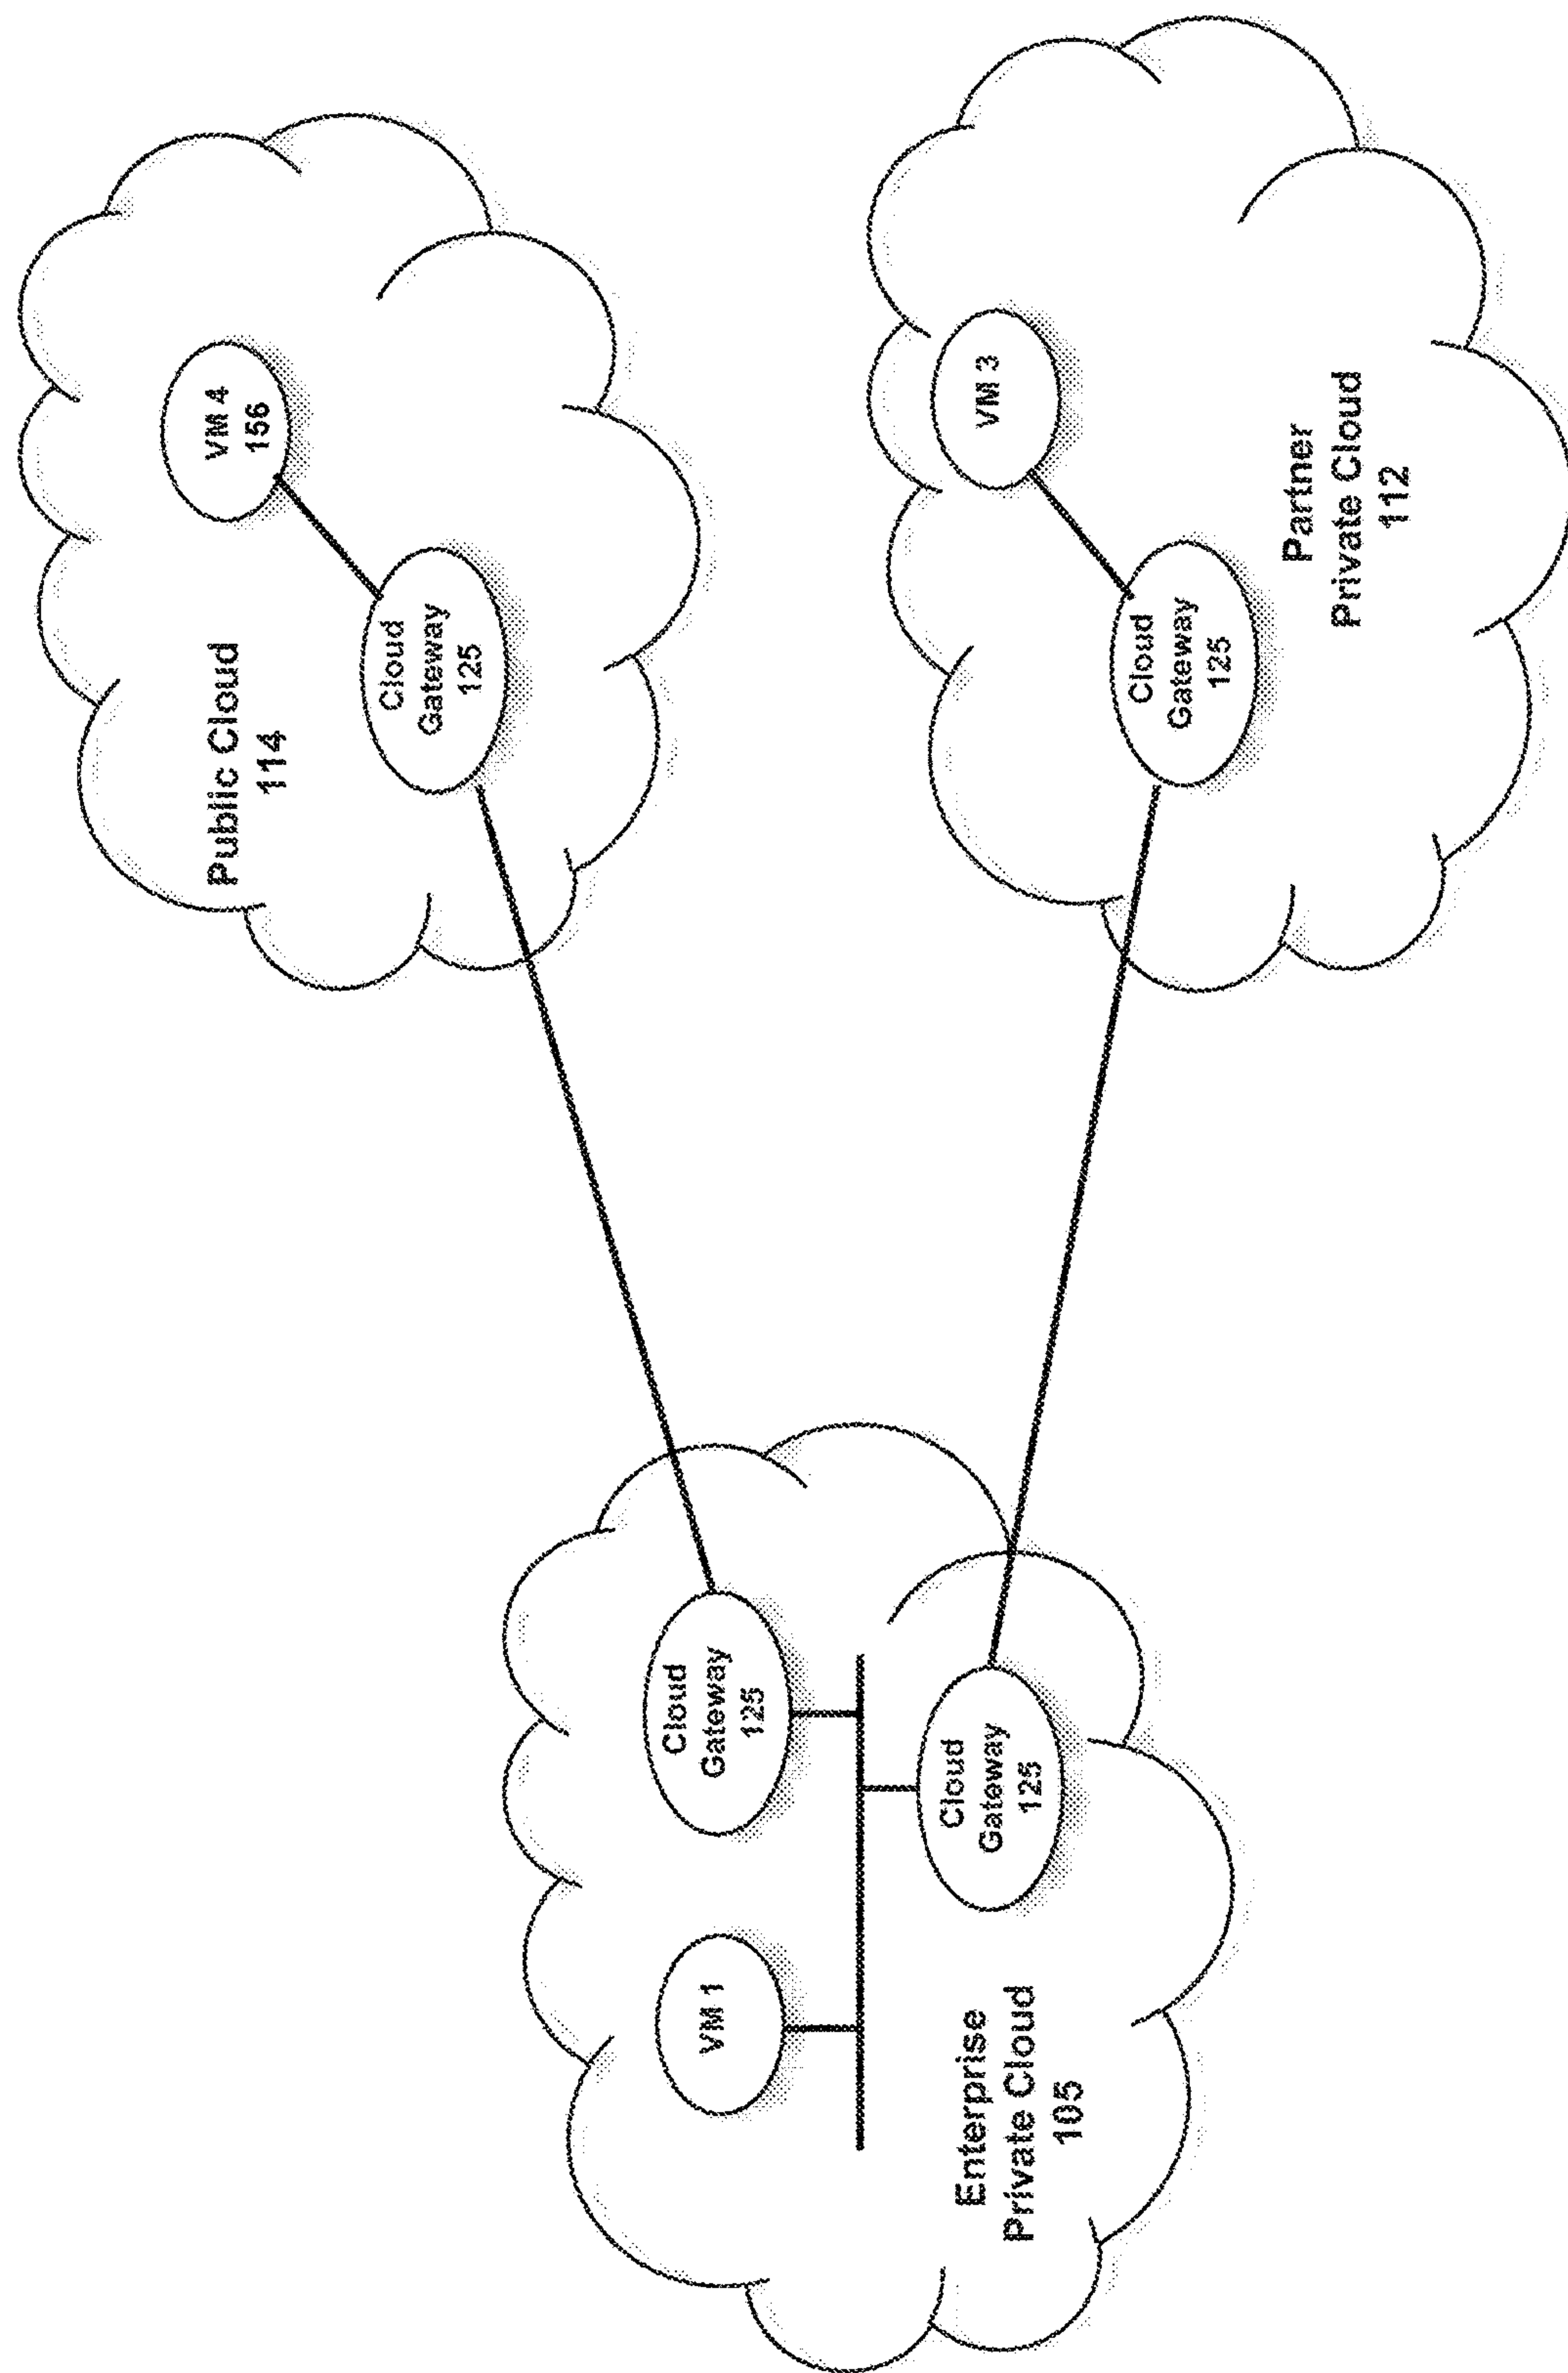 Public Cloud
114
VM 4
156
Cloud
Gateway
125
VM 3
Cloud
Gateway
125
Partner
Private Cloud
112
VM 1
Cloud
Gateway
125
Cloud
Gateway
125
Enterprise
Private Cloud
105